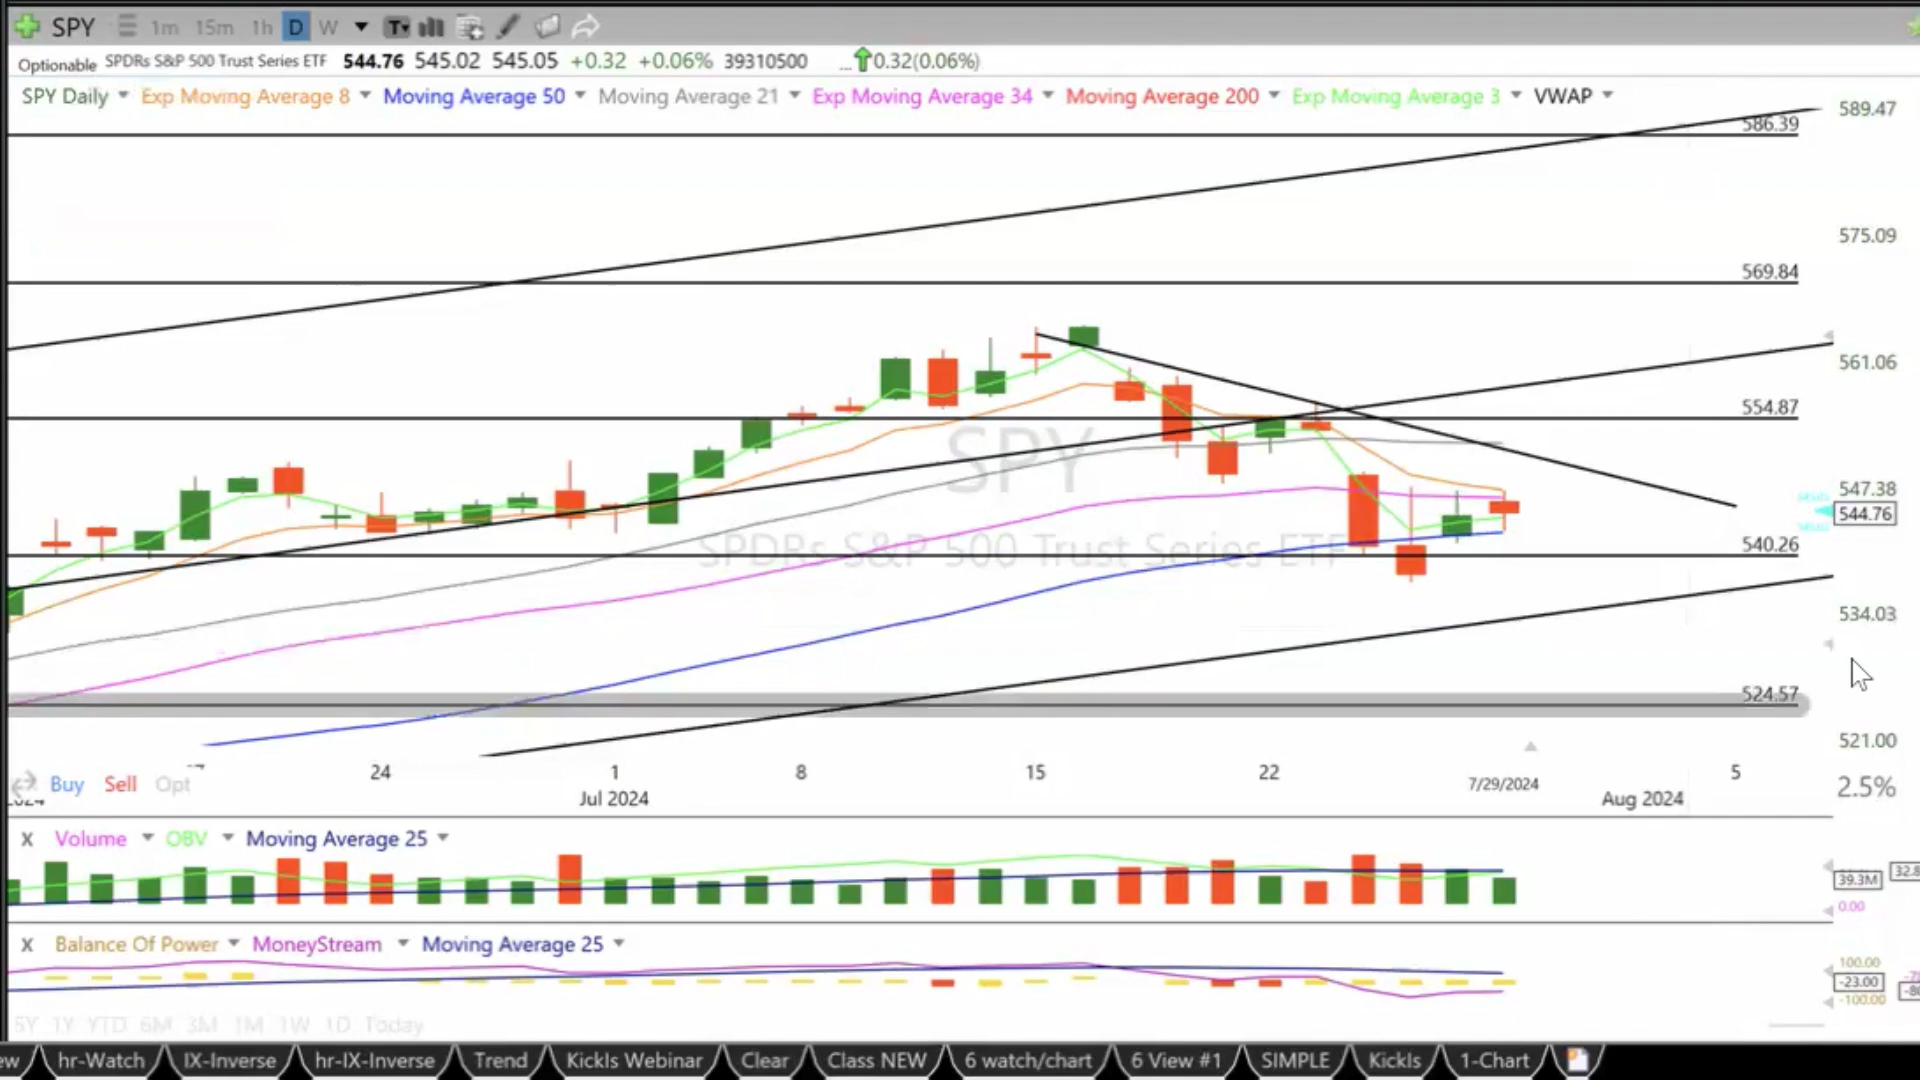 SPY 1m 15m 1h D W T
Optionable SPDRs S&P 500 Trust Series ETF 544.76 545.02 545.05 +0.32 +0.06% 39310500 ... 0.32(0.06%)
SPY Daily Exp Moving Average 8 Moving Average 50 Moving Average 21 Exp Moving Average 34 Moving Average 200 Exp Moving Average 3 VWAP
589.47
586.39
575.09
569.84
561.06
554.87
SPY
547.38
544.76
540.26
SPDRs S&P 500 Trust Series ETF
534.03
524.57
521.00
24 1 8 15 22 7/29/2024 5
Buy Sell Opt 2.5%
Jul 2024 Aug 2024
X Volume OBV Moving Average 25
39.3M 32.8
0.00
X Balance Of Power MoneyStream Moving Average 25
100.00
-23.00
-100.00
5Y 1Y YTD 6M 3M 1M 1W 1D Today
ew hr-Watch IX-Inverse hr-IX-Inverse Trend KickIs Webinar Clear Class NEW 6 watch/chart 6 View #1 SIMPLE KickIs 1-Chart